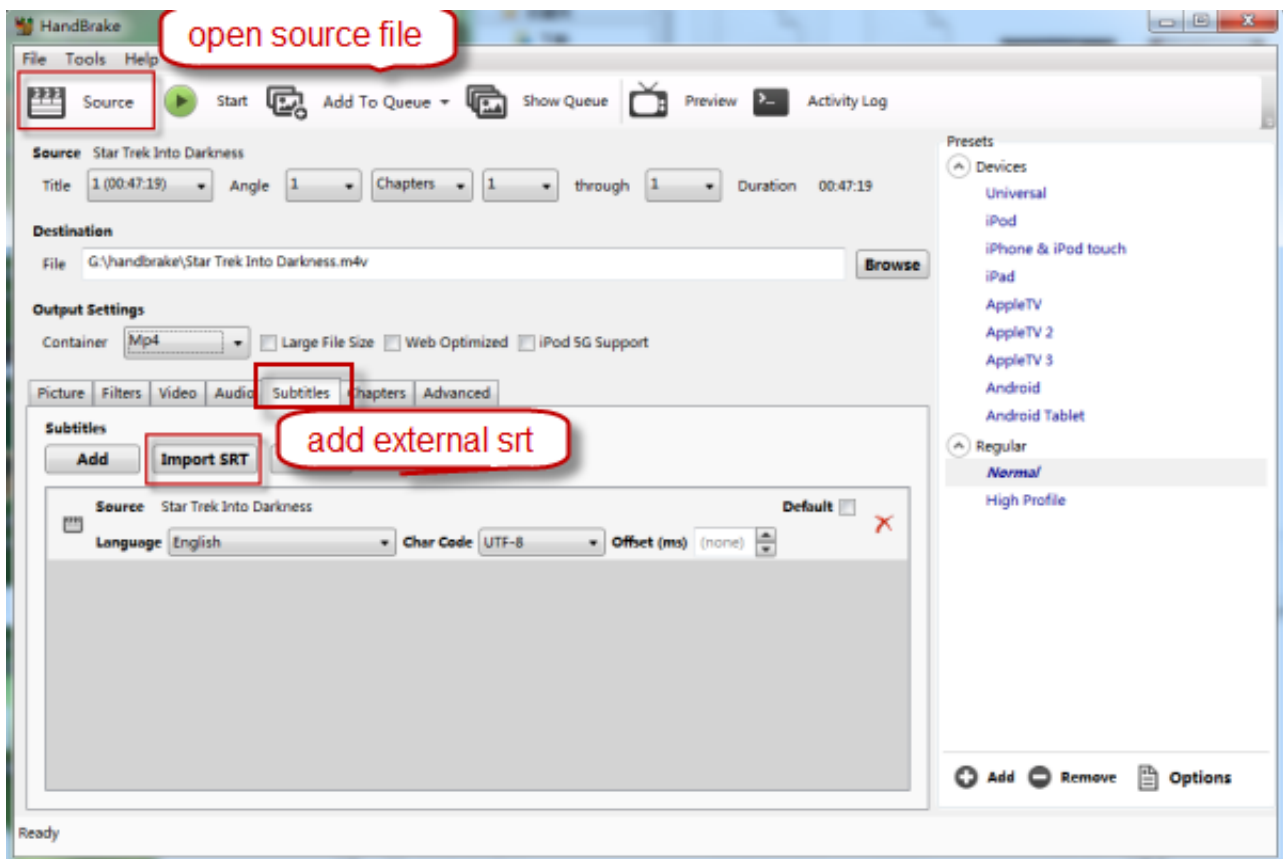 HandBrake
open source file
File Tools Help
Source Start Add To Queue Show Queue Preview Activity Log
Source Star Trek Into Darkness
Title 1 (00:47:19) Angle 1 Chapters 1 through 1 Duration 00:47:19
Destination
File G:\handbrake\Star Trek Into Darkness.m4v Browse
Output Settings
Container Mp4 Large File Size Web Optimized iPod 5G Support
Picture Filters Video Audio Subtitles Chapters Advanced
Subtitles
add external srt
Add Import SRT
Source Star Trek Into Darkness Default
Language English Char Code UTF-8 Offset (ms) (none)
Presets
Devices
Universal
iPod
iPhone & iPod touch
iPad
AppleTV
AppleTV 2
AppleTV 3
Android
Android Tablet
Regular
Normal
High Profile
Add Remove Options
Ready